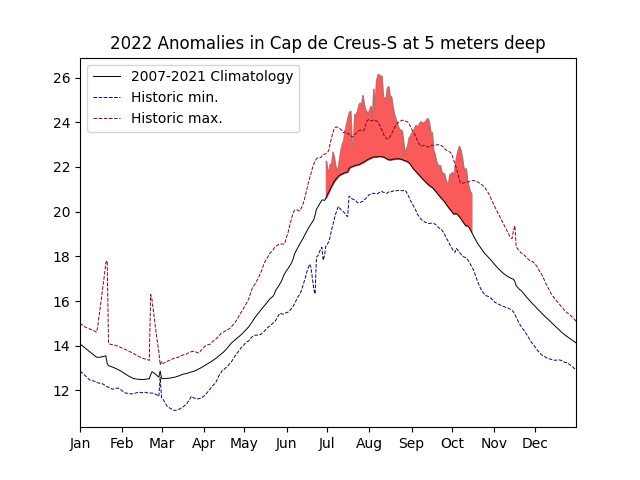 2022 Anomalies in Cap de Creus-S at 5 meters deep
2007-2021 Climatology
Historic min.
Historic max.
26
24
22
20
18
16
14
12
Jan Feb Mar Apr May Jun Jul Aug Sep Oct Nov Dec